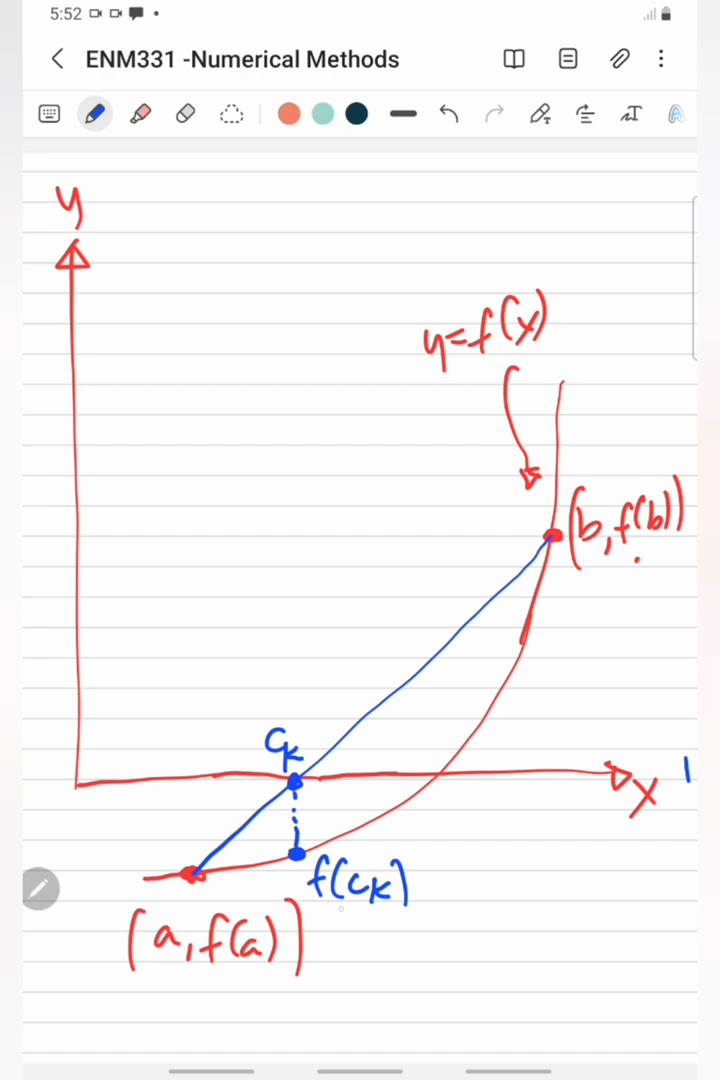 5:52
ENM331 -Numerical Methods
y
y=f(x)
(b, f(b))
Ck
x
f(Ck)
(a, f(a))